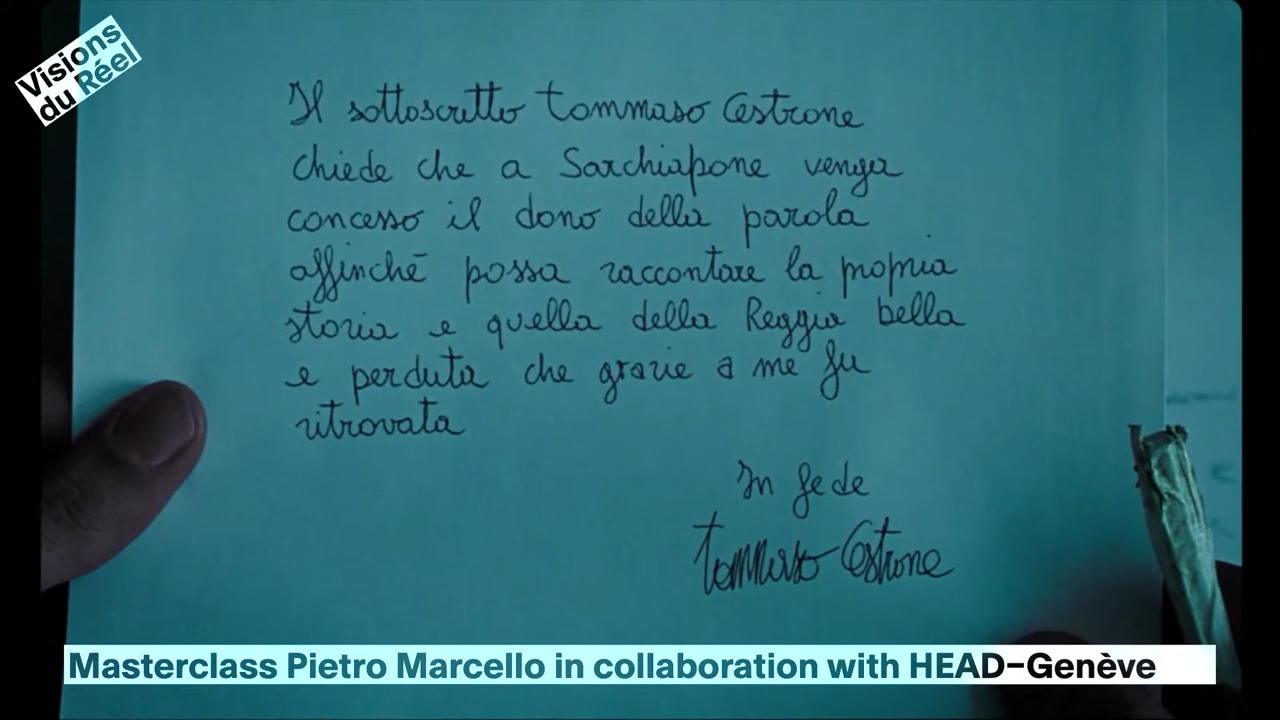 Visions
du Réel
Il sottoscritto Tommaso Cestrone
chiede che a Sarchiapone venga
concesso il dono della parola
affinché possa raccontare la propria
storia e quella della Reggia bella
e perduta che grazie a me fu
ritrovata
In fede
Tommaso Cestrone
Masterclass Pietro Marcello in collaboration with HEAD–Genève